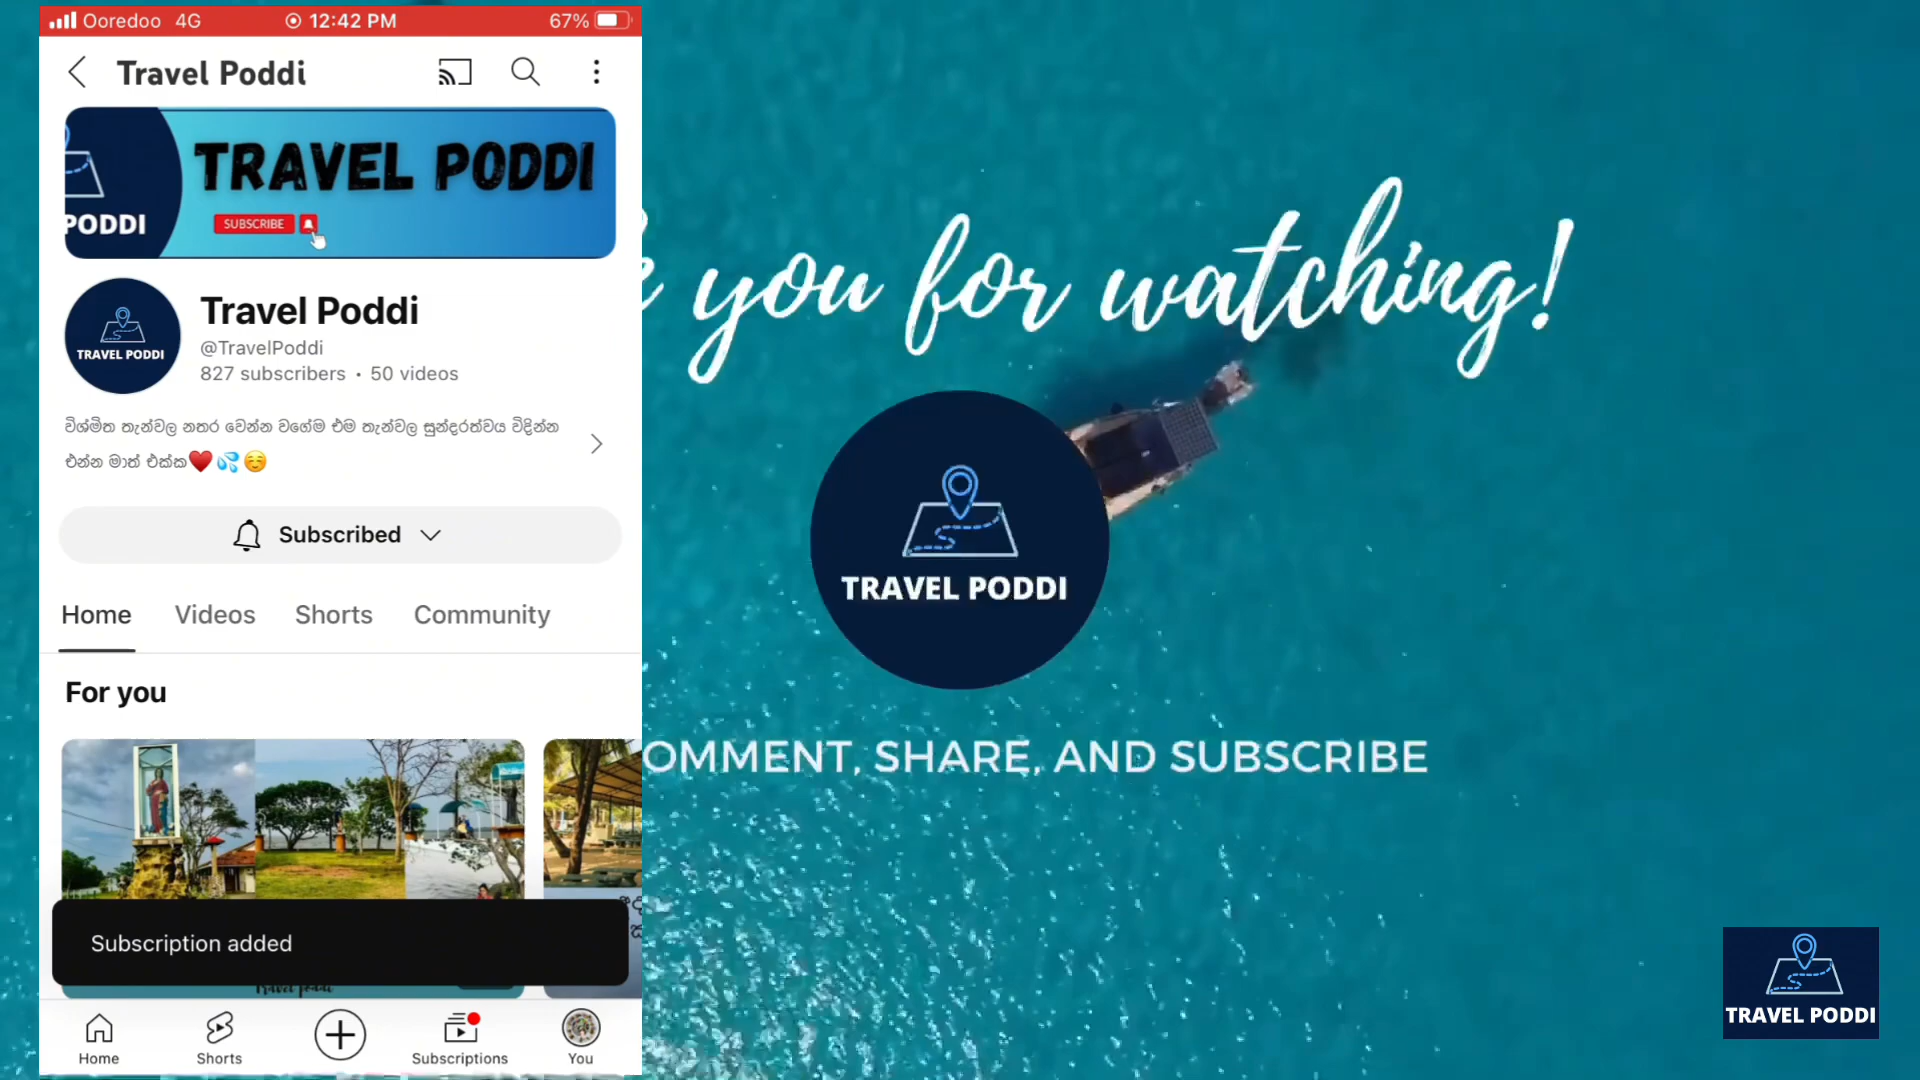 Ooredoo 4G 12:42 PM 67%
Travel Poddi
TRAVEL PODDI
PODDI
SUBSCRIBE
Travel Poddi
TRAVEL PODDI
@TravelPoddi
827 subscribers • 50 videos
විශ්මිත තැන්වල නතර වෙන්න වගේම එම තැන්වල සුන්දරත්වය විදින්න
එන්න මාත් එක්ක❤️💦☺️
Subscribed
Home Videos Shorts Community
For you
Subscription added
Travel poddi
Home Shorts Subscriptions You
you for watching!
TRAVEL PODDI
OMMENT, SHARE, AND SUBSCRIBE
TRAVEL PODDI